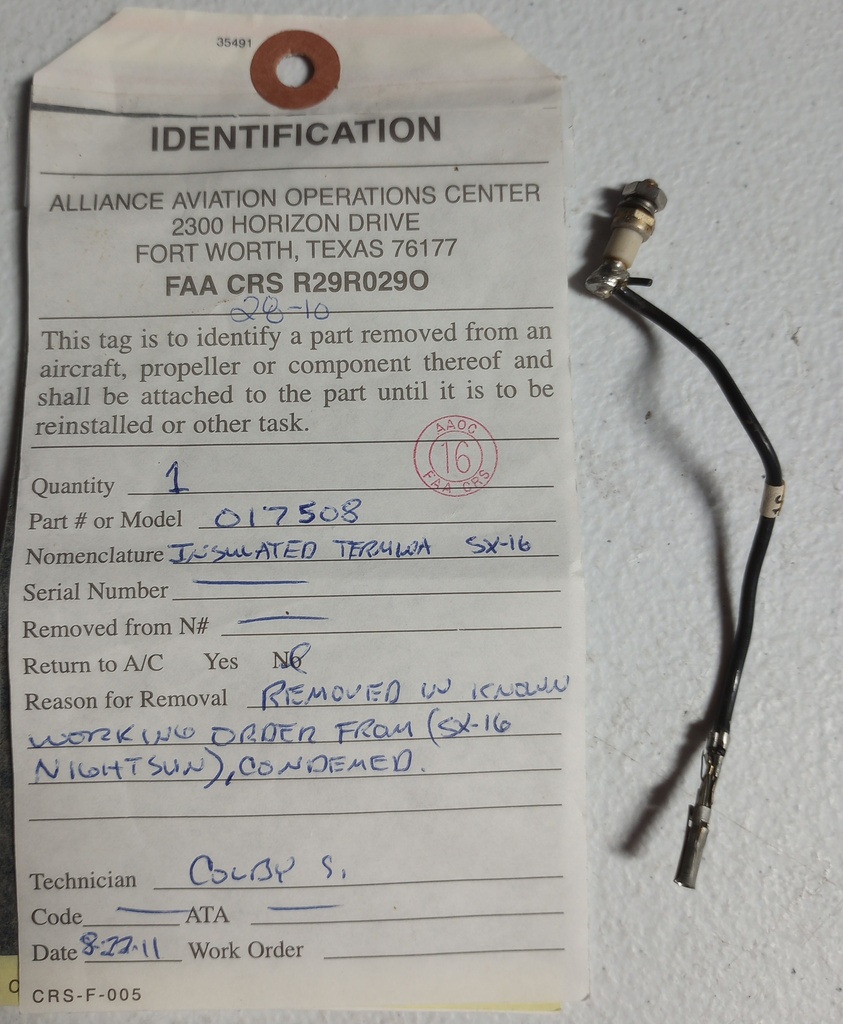 35491
IDENTIFICATION
ALLIANCE AVIATION OPERATIONS CENTER
2300 HORIZON DRIVE
FORT WORTH, TEXAS 76177
FAA CRS R29R029O
28-10
This tag is to identify a part removed from an
aircraft, propeller or component thereof and
shall be attached to the part until it is to be
reinstalled or other task.
AAOC
16
FAA CRS
Quantity 1
Part # or Model 017508
Nomenclature INSULATED TERMINA SX-16
Serial Number
Removed from N#
Return to A/C Yes No
Reason for Removal REMOVED IN KNOWN
WORKING ORDER FROM (SX-16
NIGHTSUN), CONDEMED.
Technician COLBY S.
Code ATA
Date 8-22-11 Work Order
CRS-F-005